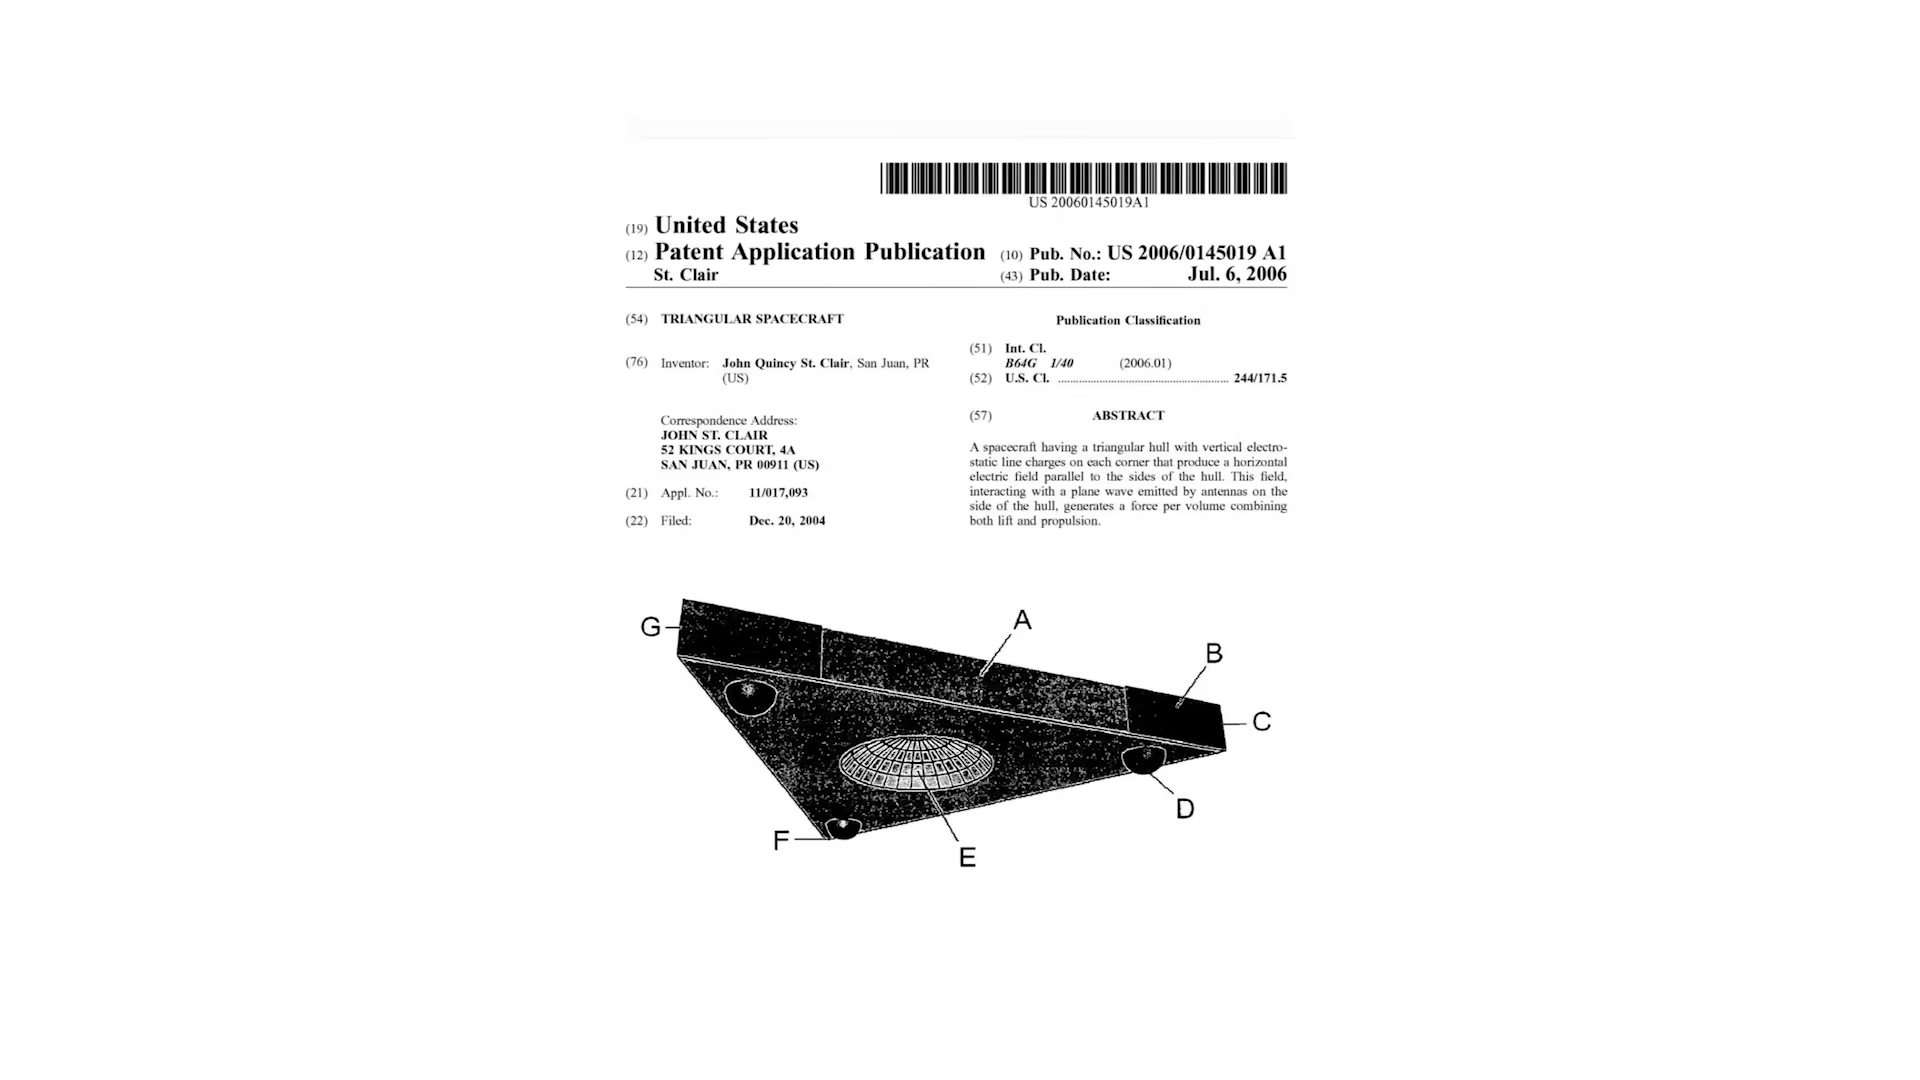 US 20060145019A1
(19) United States
(12) Patent Application Publication (10) Pub. No.: US 2006/0145019 A1
St. Clair (43) Pub. Date: Jul. 6, 2006
(54) TRIANGULAR SPACECRAFT
(76) Inventor: John Quincy St. Clair, San Juan, PR
(US)
Correspondence Address:
JOHN ST. CLAIR
52 KINGS COURT, 4A
SAN JUAN, PR 00911 (US)
(21) Appl. No.: 11/017,093
(22) Filed: Dec. 20, 2004
Publication Classification
(51) Int. Cl.
B64G 1/40 (2006.01)
(52) U.S. Cl. .......................................................... 244/171.5
(57) ABSTRACT
A spacecraft having a triangular hull with vertical electro-
static line charges on each corner that produce a horizontal
electric field parallel to the sides of the hull. This field,
interacting with a plane wave emitted by antennas on the
side of the hull, generates a force per volume combining
both lift and propulsion.
G
A
B
C
D
F
E